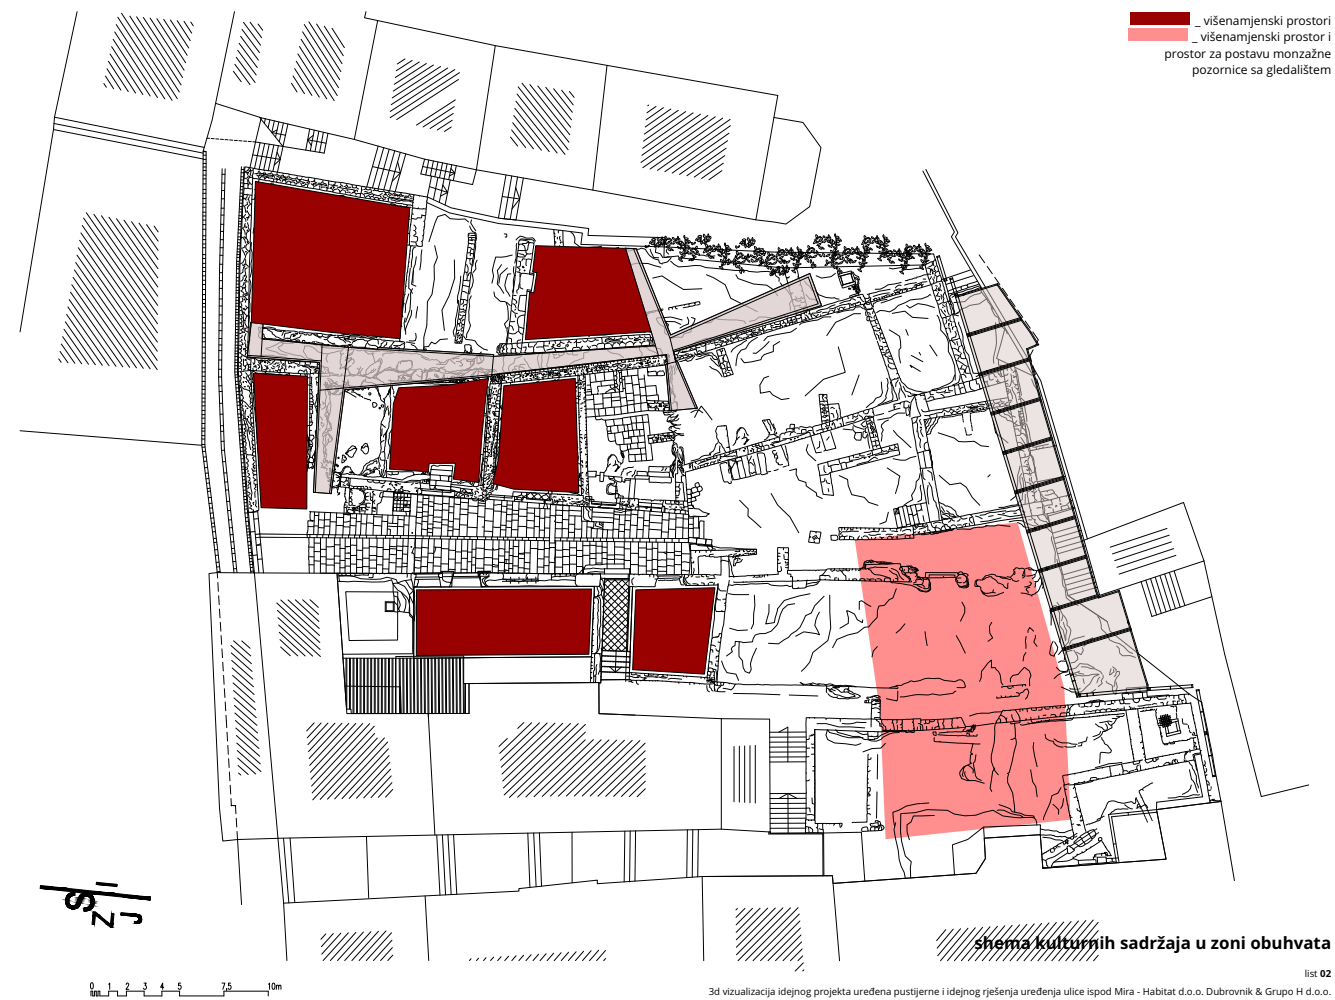 _ višenamjenski prostori
_ višenamjenski prostor i
prostor za postavu monzažne
pozornice sa gledalištem
S I Z J
0 1 2 3 4 5 7,5 10m
shema kulturnih sadržaja u zoni obuhvata
list 02
3d vizualizacija idejnog projekta uređena pustijerne i idejnog rješenja uređenja ulice ispod Mira - Habitat d.o.o. Dubrovnik & Grupo H d.o.o.